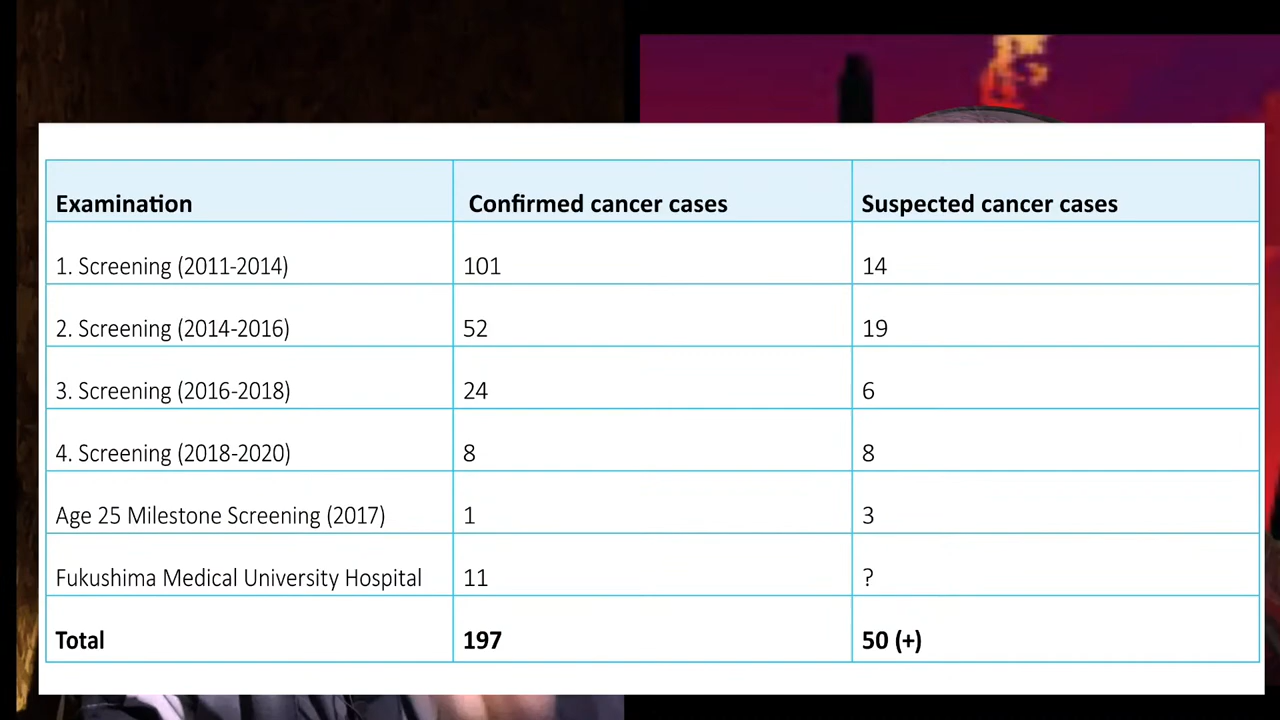 Examination Confirmed cancer cases Suspected cancer cases
1. Screening (2011-2014) 101 14
2. Screening (2014-2016) 52 19
3. Screening (2016-2018) 24 6
4. Screening (2018-2020) 8 8
Age 25 Milestone Screening (2017) 1 3
Fukushima Medical University Hospital 11 ?
Total 197 50 (+)